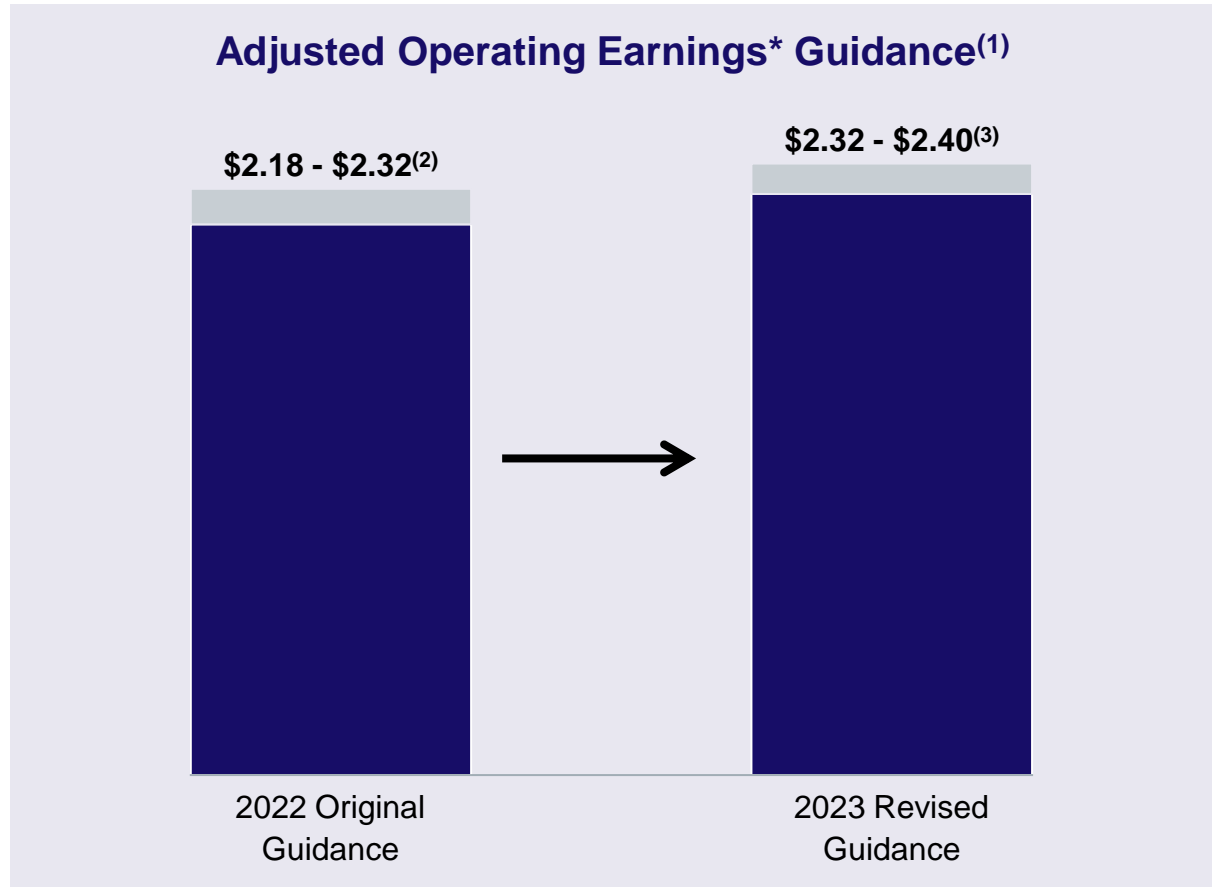 Adjusted Operating Earnings* Guidance(1)
$2.18 - $2.32(2)
$2.32 - $2.40(3)
2022 Original
Guidance
2023 Revised
Guidance